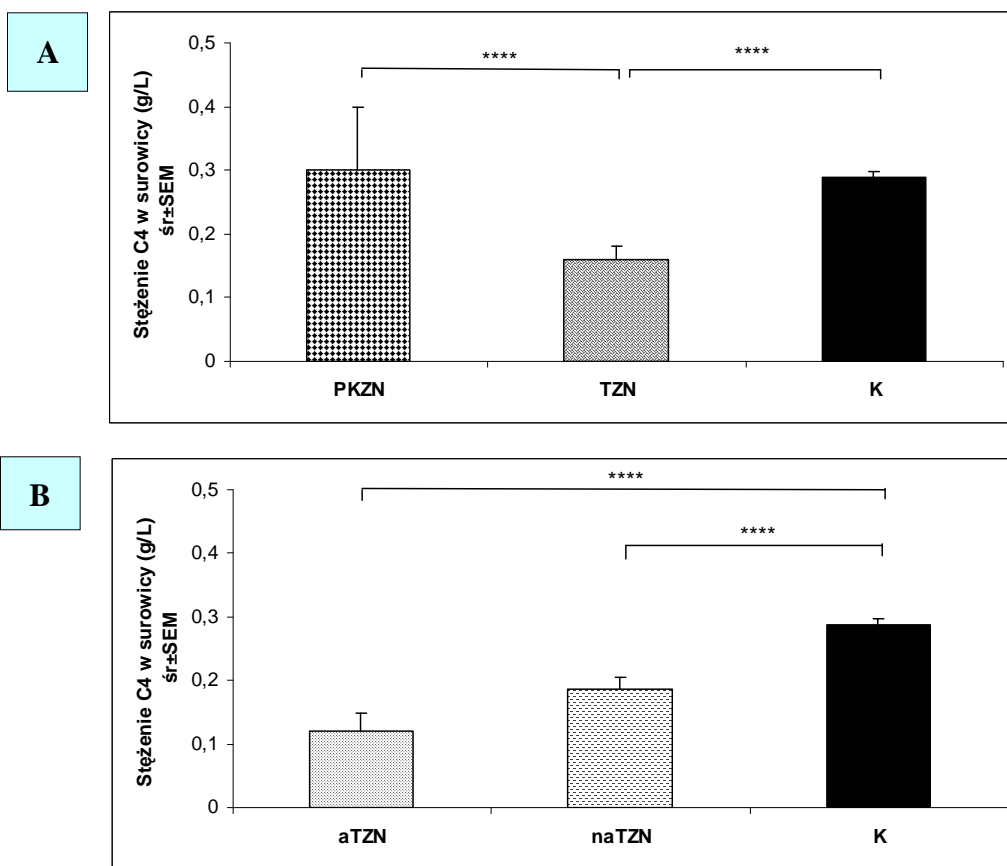 A
Stężenie C4 w surowicy (g/L)
śr±SEM
0,5
0,4
0,3
0,2
0,1
0
****
****
PKZN
TZN
K
B
Stężenie C4 w surowicy (g/L)
śr±SEM
0,5
0,4
0,3
0,2
0,1
0
****
****
aTZN
naTZN
K